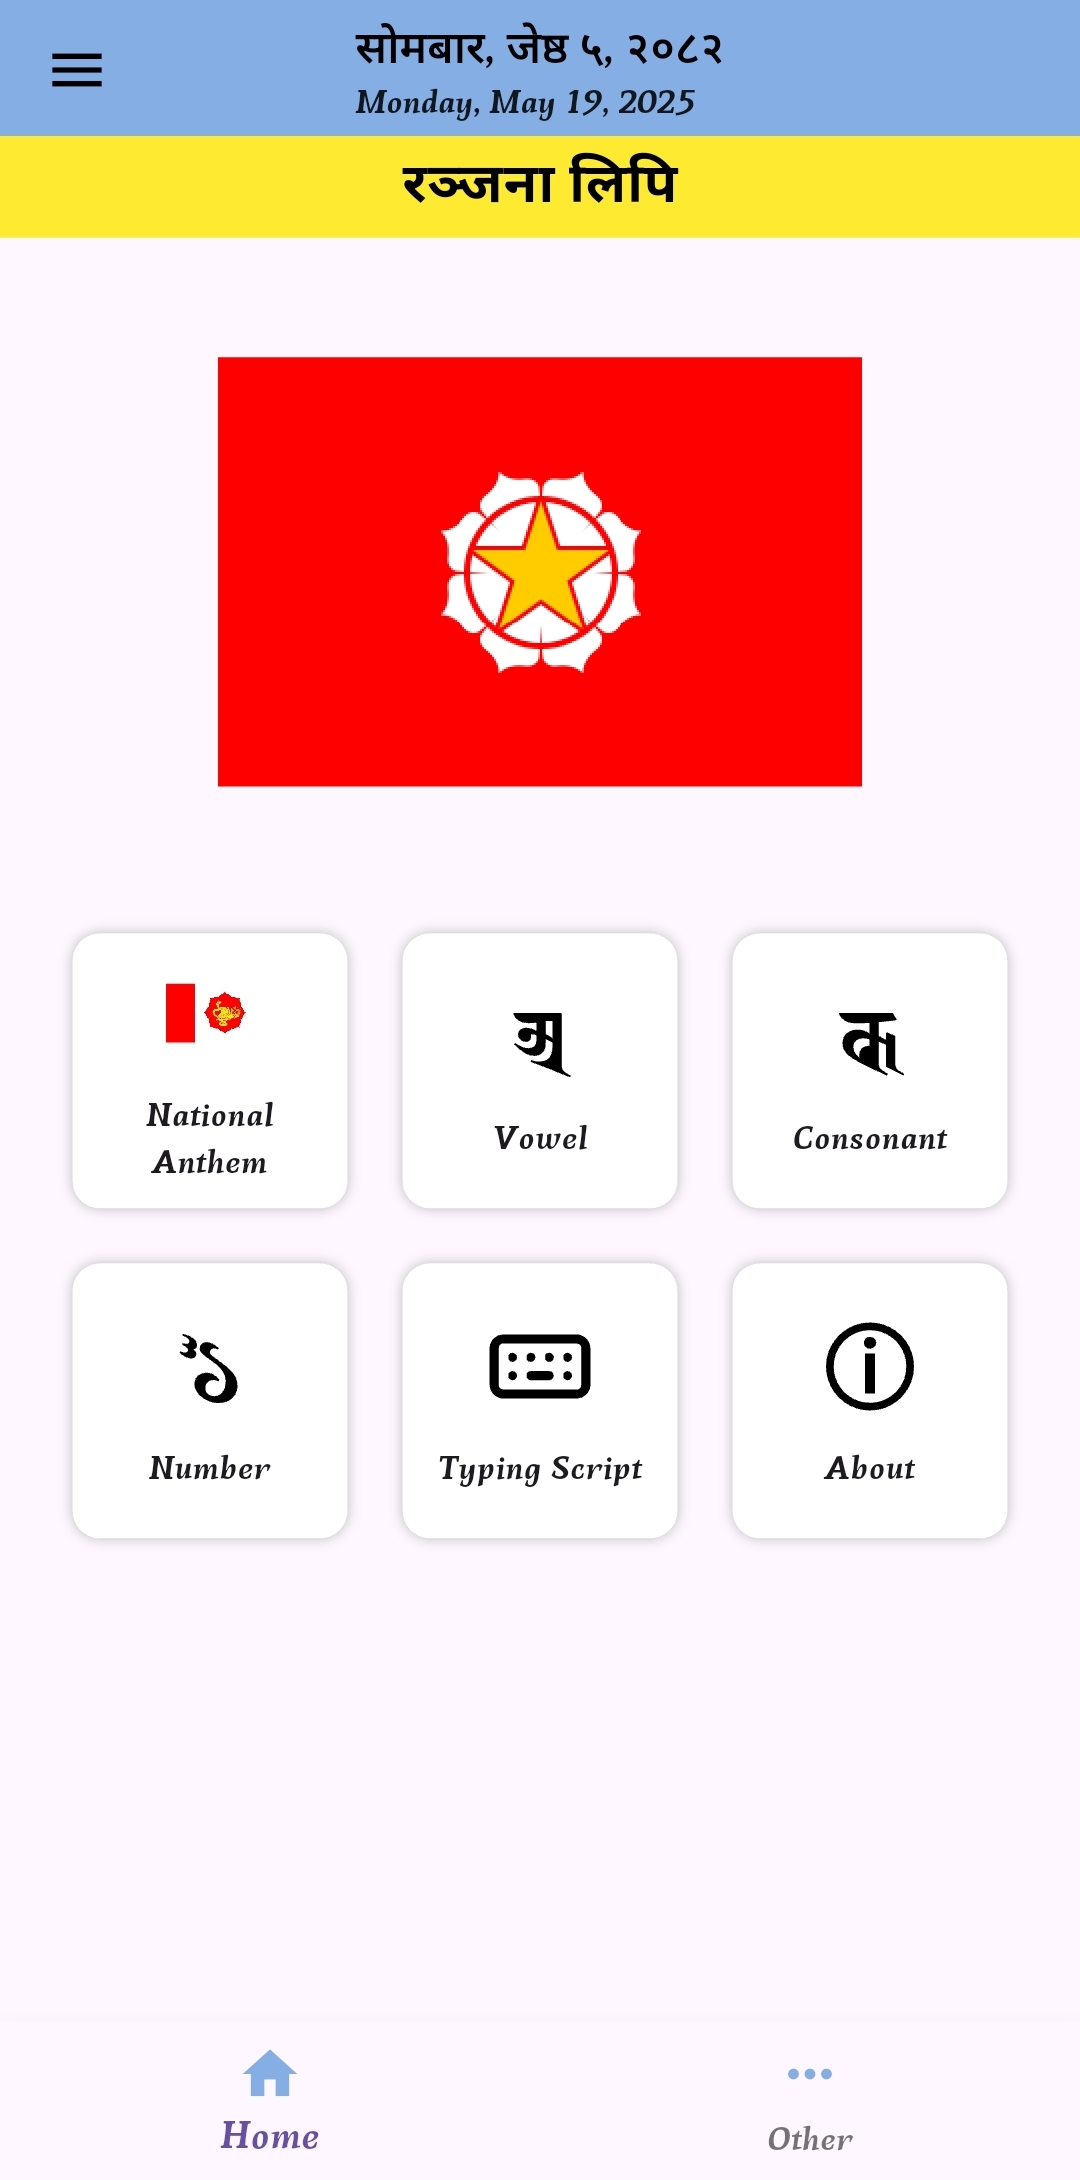 सोमबार, जेष्ठ ५, २०८२
Monday, May 19, 2025
रञ्जना लिपि
National
Anthem
Vowel
Consonant
Number
Typing Script
About
Home
Other